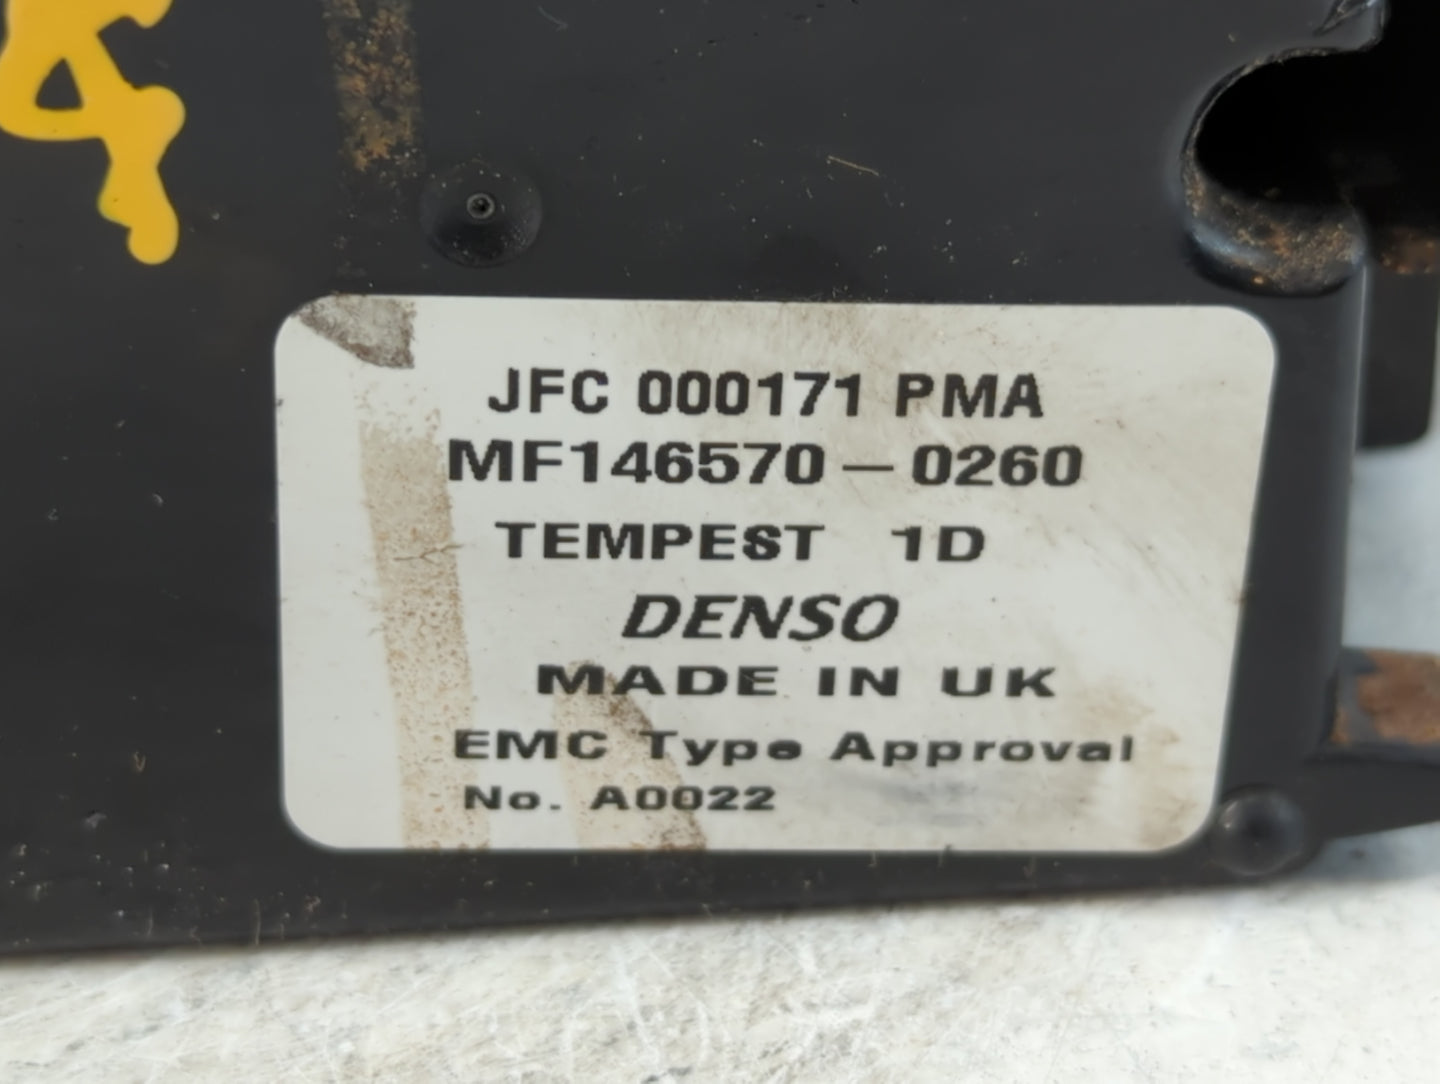 JFC 000171 PMA
MF146570-0260
TEMPEST 1D
DENSO
MADE IN UK
EMC Type Approval
No. A0022